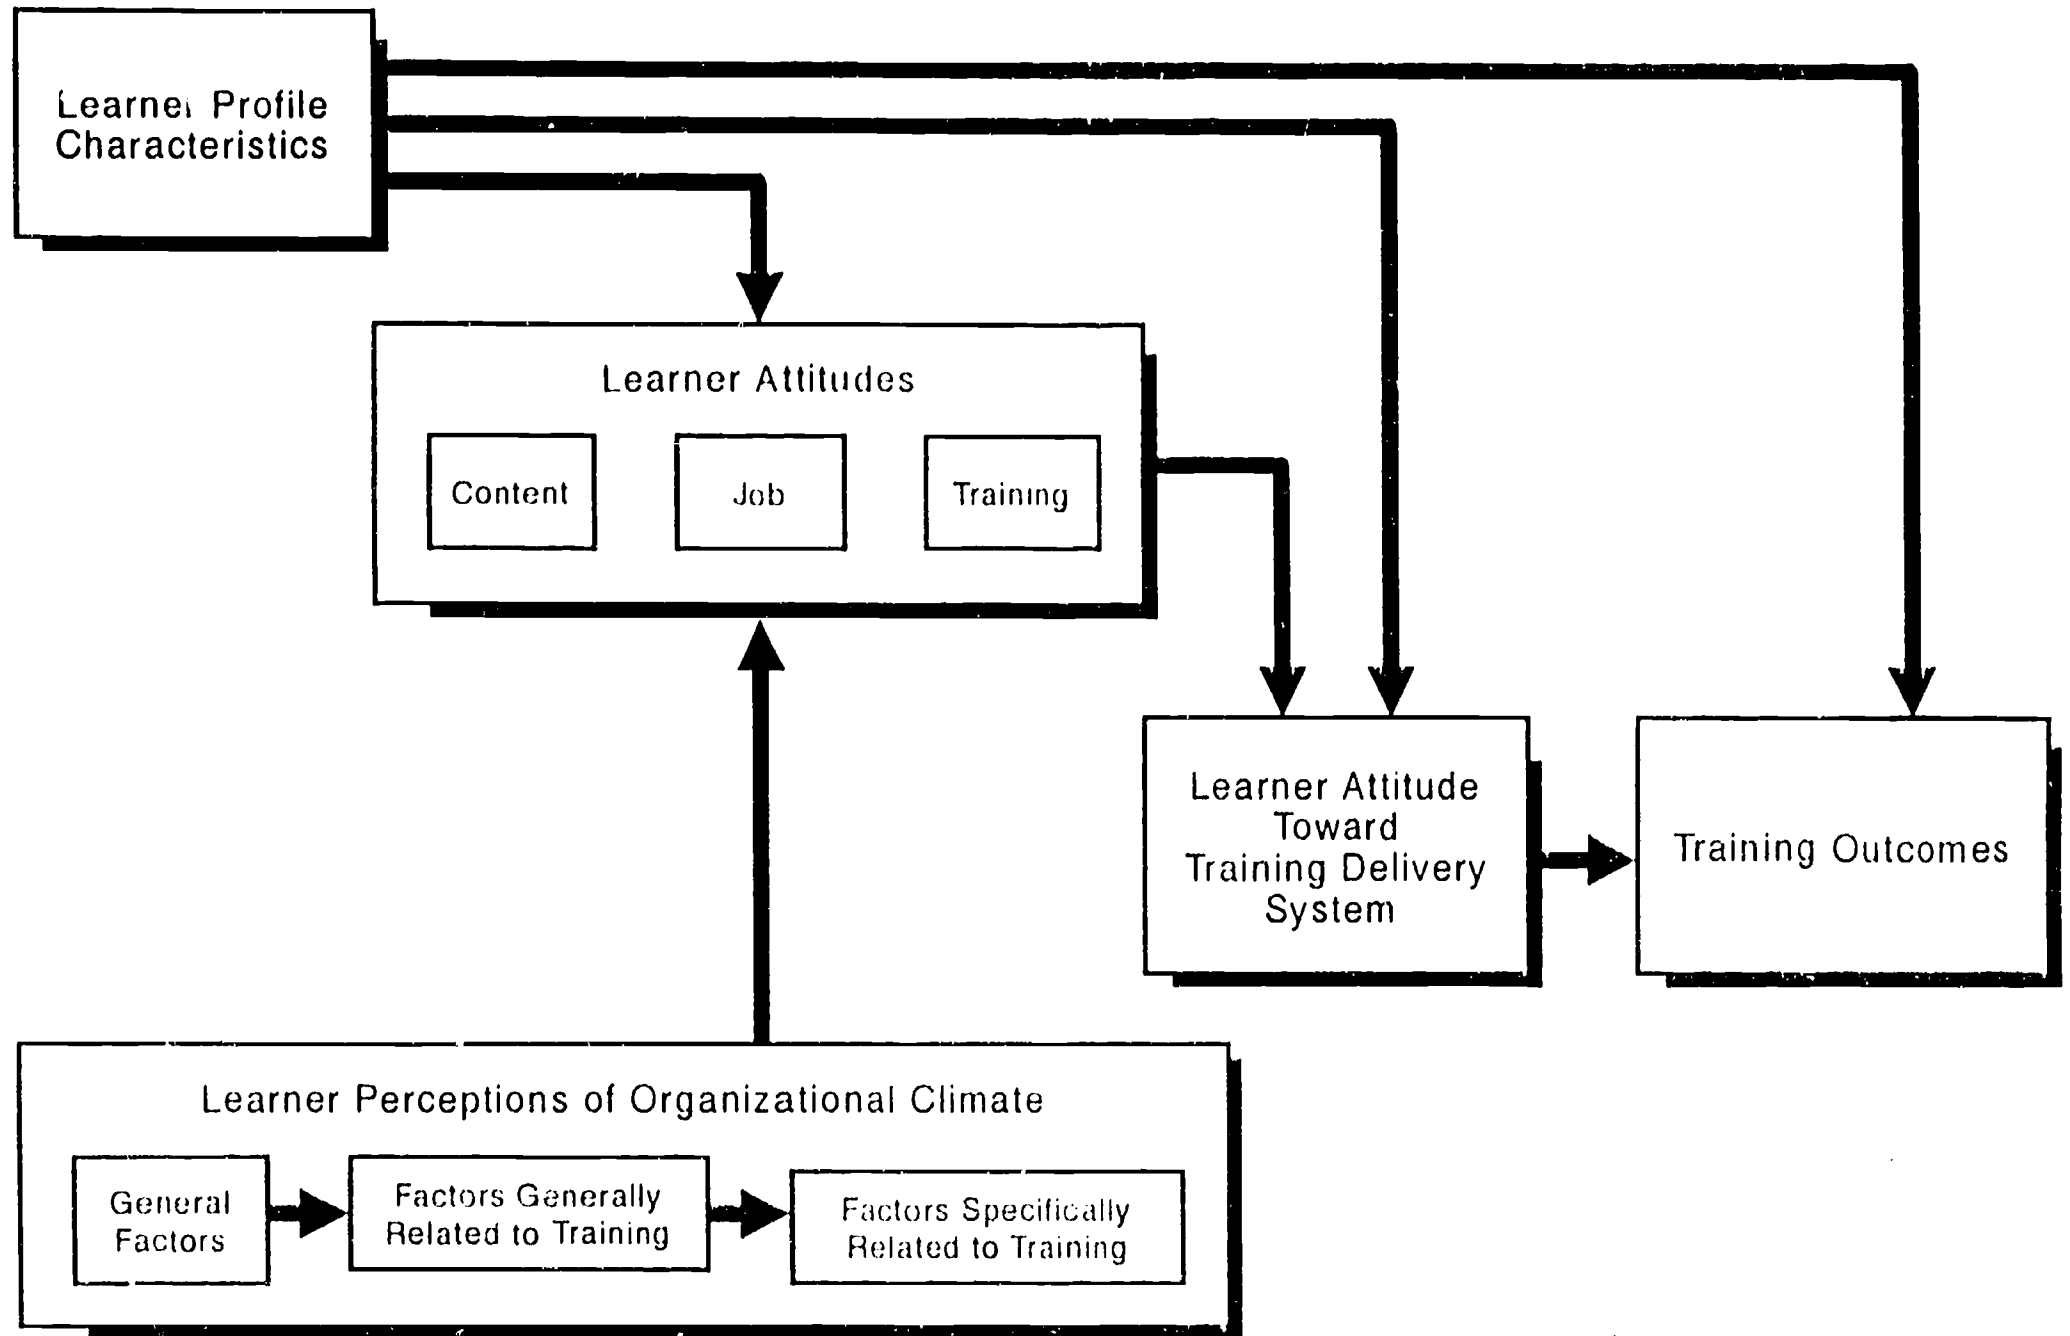 Learner Profile
Characteristics
Learner Attitudes
Content
Job
Training
Learner Attitude
Toward
Training Delivery
System
Training Outcomes
Learner Perceptions of Organizational Climate
General
Factors
Factors Generally
Related to Training
Factors Specifically
Related to Training